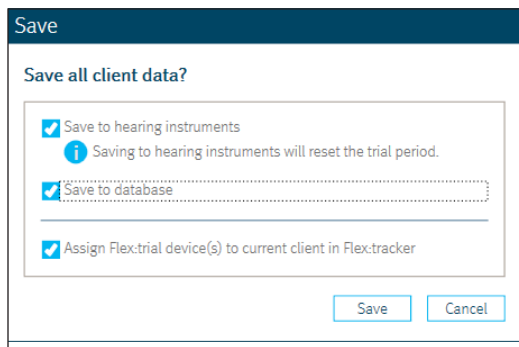 Save
Save all client data?
Save to hearing instruments
Saving to hearing instruments will reset the trial period.
Save to database
Assign Flex:trial device(s) to current client in Flex:tracker
Save Cancel